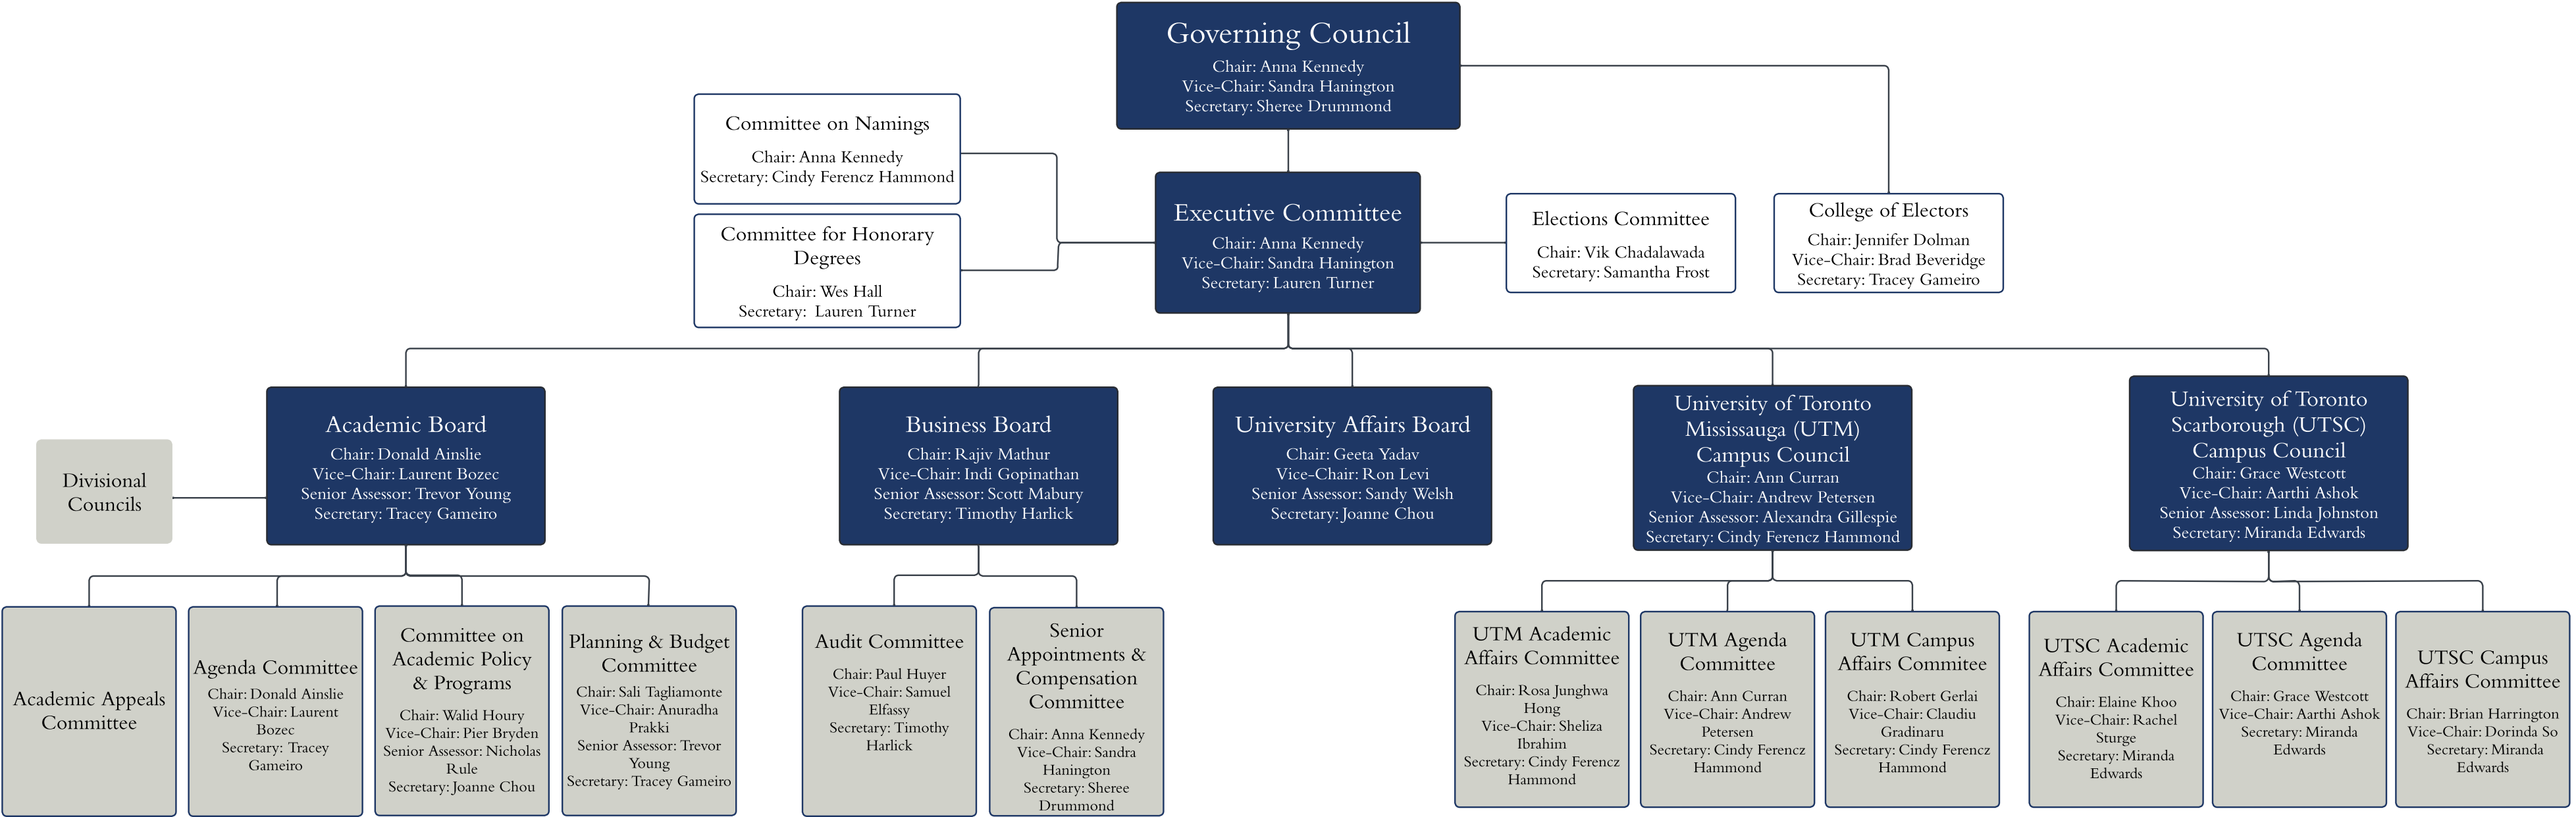 Governing Council
Chair: Anna Kennedy
Vice-Chair: Sandra Hanington
Secretary: Sheree Drummond
Committee on Namings
Chair: Anna Kennedy
Secretary: Cindy Ferencz Hammond
Committee for Honorary
Degrees
Chair: Wes Hall
Secretary: Lauren Turner
Executive Committee
Chair: Anna Kennedy
Vice-Chair: Sandra Hanington
Secretary: Lauren Turner
Elections Committee
Chair: Vik Chadalawada
Secretary: Samantha Frost
College of Electors
Chair: Jennifer Dolman
Vice-Chair: Brad Beveridge
Secretary: Tracey Gameiro
Divisional
Councils
Academic Board
Chair: Donald Ainslie
Vice-Chair: Laurent Bozec
Senior Assessor: Trevor Young
Secretary: Tracey Gameiro
Business Board
Chair: Rajiv Mathur
Vice-Chair: Indi Gopinathan
Senior Assessor: Scott Mabury
Secretary: Timothy Harlick
University Affairs Board
Chair: Geeta Yadav
Vice-Chair: Ron Levi
Senior Assessor: Sandy Welsh
Secretary: Joanne Chou
University of Toronto
Mississauga (UTM)
Campus Council
Chair: Ann Curran
Vice-Chair: Andrew Petersen
Senior Assessor: Alexandra Gillespie
Secretary: Cindy Ferencz Hammond
University of Toronto
Scarborough (UTSC)
Campus Council
Chair: Grace Westcott
Vice-Chair: Aarthi Ashok
Senior Assessor: Linda Johnston
Secretary: Miranda Edwards
Academic Appeals
Committee
Agenda Committee
Chair: Donald Ainslie
Vice-Chair: Laurent
Bozec
Secretary: Tracey
Gameiro
Committee on
Academic Policy
& Programs
Chair: Walid Houry
Vice-Chair: Pier Bryden
Senior Assessor: Nicholas
Rule
Secretary: Joanne Chou
Planning & Budget
Committee
Chair: Sali Tagliamonte
Vice-Chair: Anuradha
Prakki
Senior Assessor: Trevor
Young
Secretary: Tracey Gameiro
Audit Committee
Chair: Paul Huyer
Vice-Chair: Samuel
Elfassy
Secretary: Timothy
Harlick
Senior
Appointments &
Compensation
Committee
Chair: Anna Kennedy
Vice-Chair: Sandra
Hanington
Secretary: Sheree
Drummond
UTM Academic
Affairs Committee
Chair: Rosa Junghwa
Hong
Vice-Chair: Sheliza
Ibrahim
Secretary: Cindy Ferencz
Hammond
UTM Agenda
Committee
Chair: Ann Curran
Vice-Chair: Andrew
Petersen
Secretary: Cindy Ferencz
Hammond
UTM Campus
Affairs Commitee
Chair: Robert Gerlai
Vice-Chair: Claudiu
Gradinaru
Secretary: Cindy Ferencz
Hammond
UTSC Academic
Affairs Committee
Chair: Elaine Khoo
Vice-Chair: Rachel
Sturge
Secretary: Miranda
Edwards
UTSC Agenda
Committee
Chair: Grace Westcott
Vice-Chair: Aarthi Ashok
Secretary: Miranda
Edwards
UTSC Campus
Affairs Committee
Chair: Brian Harrington
Vice-Chair: Dorinda So
Secretary: Miranda
Edwards